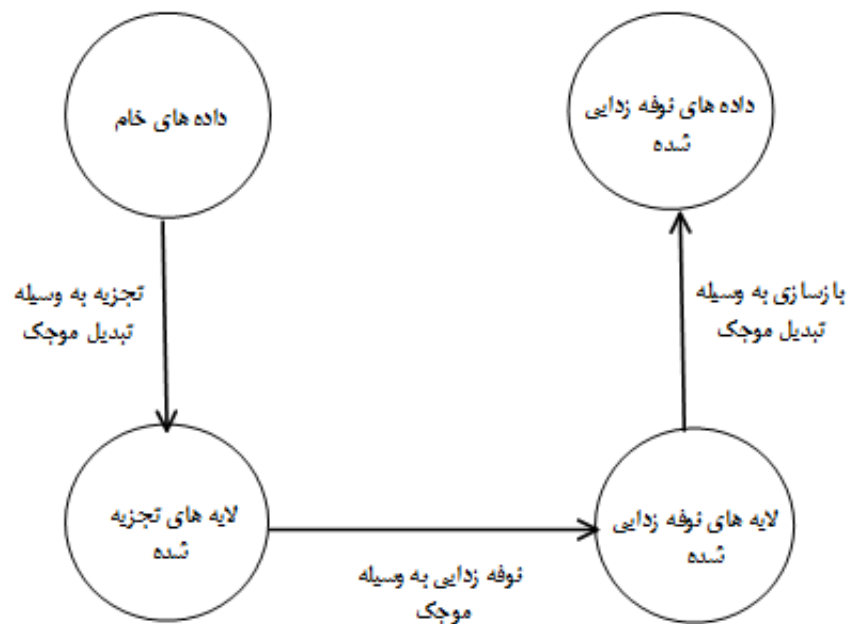 داده های خام
تجزیه به وسیله
تبدیل موجک
لایه های تجزیه
شده
نوفه زدایی به وسیله
موجک
لایه های نوفه زدایی
شده
بازسازی به وسیله
تبدیل موجک
داده های نوفه زدایی
شده